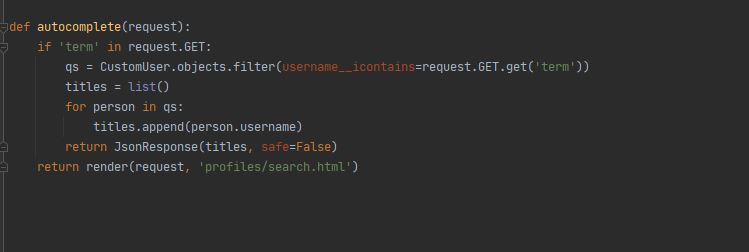 def autocomplete(request):
    if 'term' in request.GET:
        qs = CustomUser.objects.filter(username__icontains=request.GET.get('term'))
        titles = list()
        for person in qs:
            titles.append(person.username)
        return JsonResponse(titles, safe=False)
    return render(request, 'profiles/search.html')